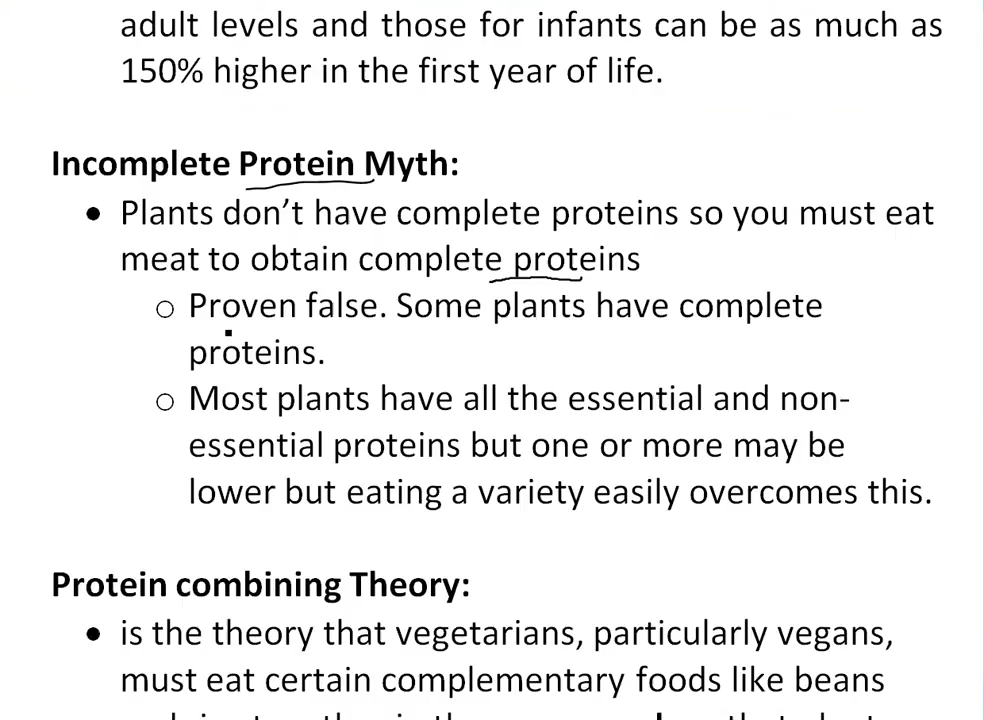 adult levels and those for infants can be as much as
150% higher in the first year of life.
Incomplete Protein Myth:
• Plants don’t have complete proteins so you must eat
meat to obtain complete proteins
o Proven false. Some plants have complete
proteins.
o Most plants have all the essential and non-
essential proteins but one or more may be
lower but eating a variety easily overcomes this.
Protein combining Theory:
• is the theory that vegetarians, particularly vegans,
must eat certain complementary foods like beans